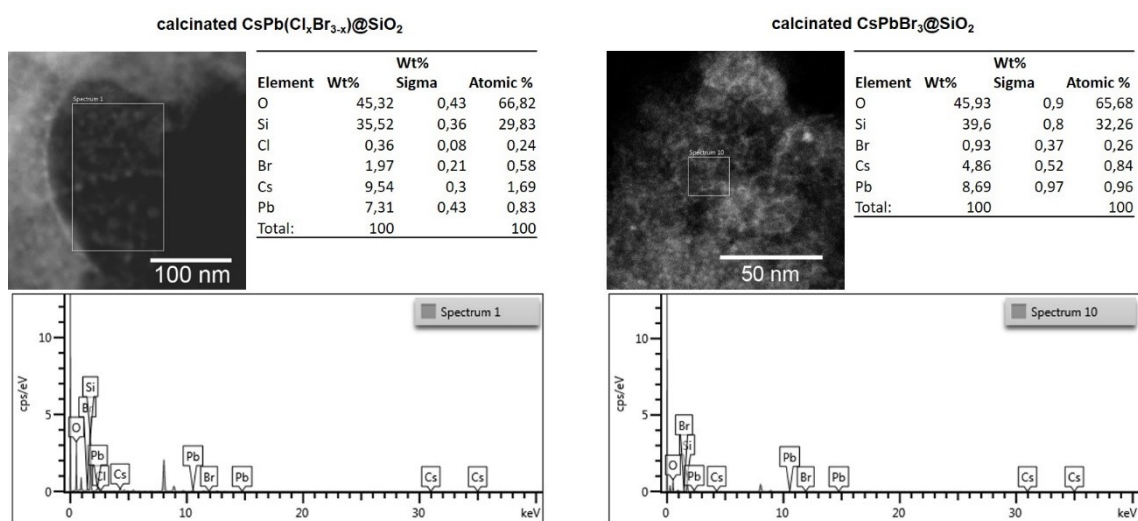 calcinated CsPb(ClₓBr₃₋ₓ)@SiO₂
Spectrum 1
100 nm
Wt%
Element Wt% Sigma Atomic %
O 45,32 0,43 66,82
Si 35,52 0,36 29,83
Cl 0,36 0,08 0,24
Br 1,97 0,21 0,58
Cs 9,54 0,3 1,69
Pb 7,31 0,43 0,83
Total: 100 100
Spectrum 1
cps/eV
10
5
0
Si
Br
O
Pb
Cl
Cs
Pb
Br
Pb
Cs
Cs
0 10 20 30 keV
calcinated CsPbBr₃@SiO₂
Spectrum 10
50 nm
Wt%
Element Wt% Sigma Atomic %
O 45,93 0,9 65,68
Si 39,6 0,8 32,26
Br 0,93 0,37 0,26
Cs 4,86 0,52 0,84
Pb 8,69 0,97 0,96
Total: 100 100
Spectrum 10
cps/eV
10
5
0
Br
Si
O
Pb
Cs
Pb
Br
Pb
Cs
Cs
0 10 20 30 keV